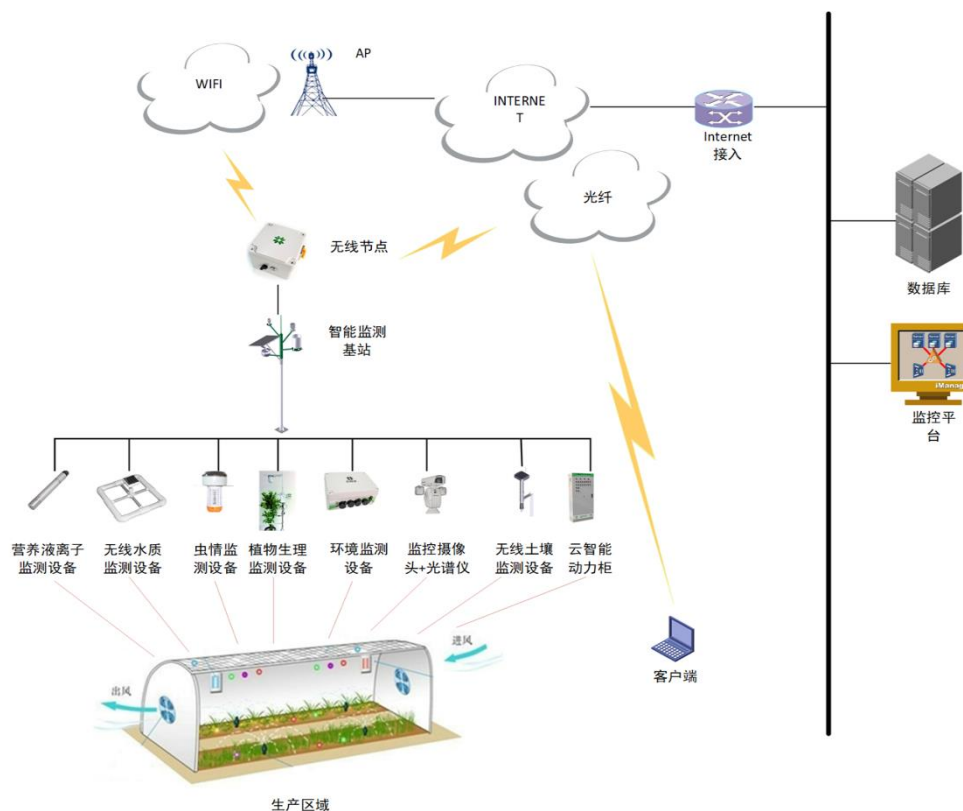 AP
WIFI
INTERNE
T
Internet
接入
光纤
无线节点
数据库
智能监测
基站
iManag
监控平
台
营养液离子
监测设备
无线水质
监测设备
虫情监
测设备
植物生理
监测设备
环境监测
设备
监控摄像
头+光谱仪
无线土壤
监测设备
云智能
动力柜
进风
客户端
出风
生产区域